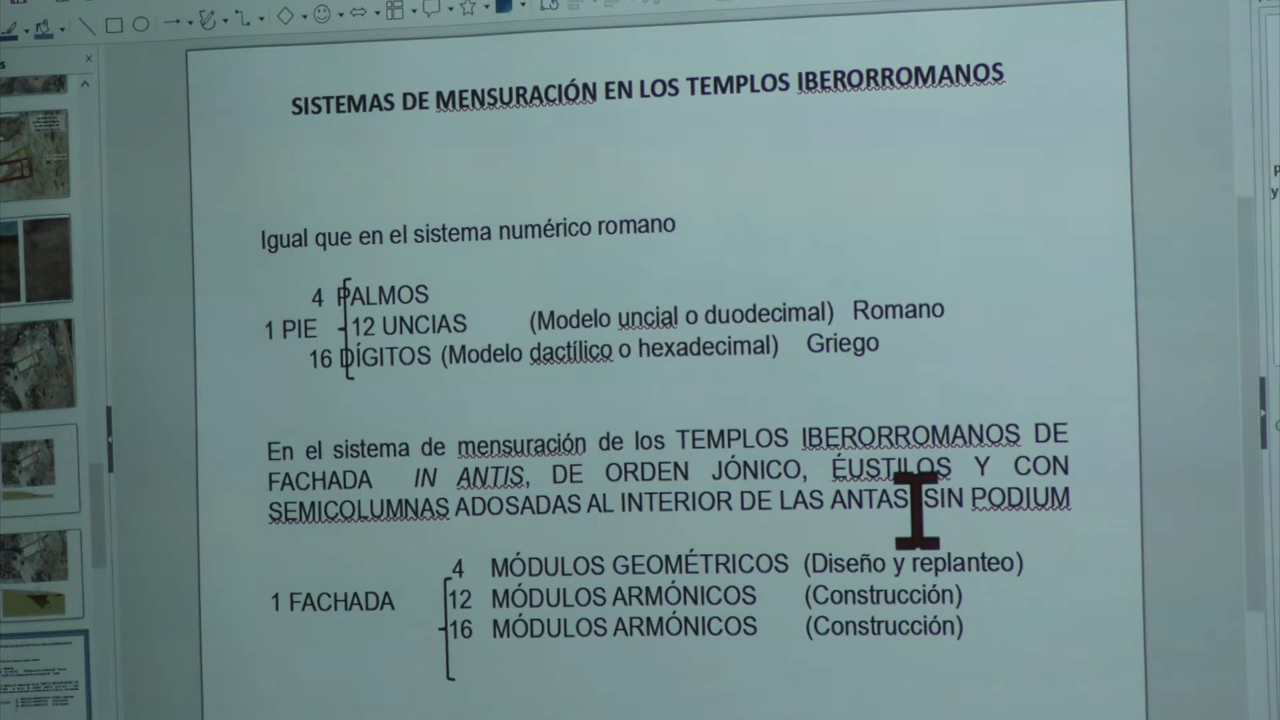 SISTEMAS DE MENSURACIÓN EN LOS TEMPLOS IBERORROMANOS
Igual que en el sistema numérico romano
4 PALMOS
1 PIE 12 UNCIAS (Modelo uncial o duodecimal) Romano
16 DÍGITOS (Modelo dactílico o hexadecimal) Griego
En el sistema de mensuración de los TEMPLOS IBERORROMANOS DE
FACHADA IN ANTIS, DE ORDEN JÓNICO, ÉUSTILOS Y CON
SEMICOLUMNAS ADOSADAS AL INTERIOR DE LAS ANTAS SIN PODIUM
4 MÓDULOS GEOMÉTRICOS (Diseño y replanteo)
1 FACHADA 12 MÓDULOS ARMÓNICOS (Construcción)
16 MÓDULOS ARMÓNICOS (Construcción)